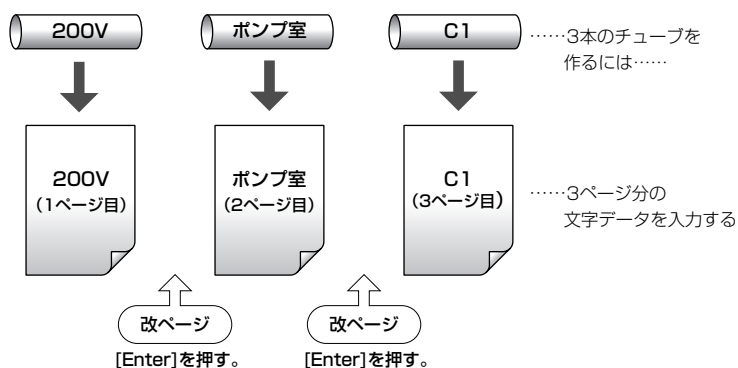 200V
ポンプ室
C1
……3本のチューブを
作るには……
200V
(1ページ目)
ポンプ室
(2ページ目)
C1
(3ページ目)
……3ページ分の
文字データを入力する
改ページ
改ページ
[Enter]を押す。
[Enter]を押す。